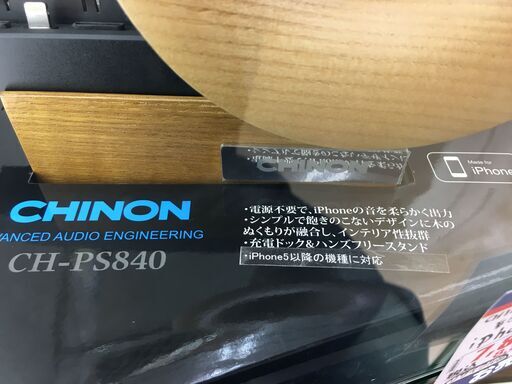 CHINON
Made for
iPhone
CHINON
VANCED AUDIO ENGINEERING
CH-PS840
・電源不要で、iPhoneの音を柔らかく出力
・シンプルで飽きのこないデザインに木の
ぬくもりが融合し、インテリア性抜群
・充電ドック&ハンズフリースタンド
・iPhone5以降の機種に対応